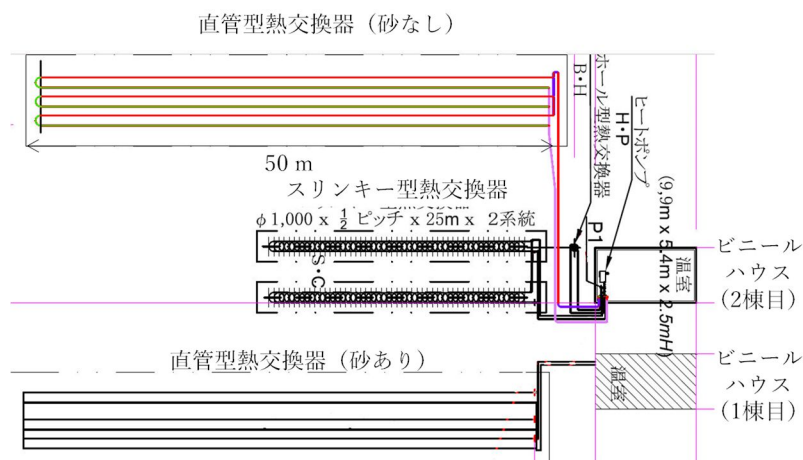 直管型熱交換器（砂なし）
50 m
B・H
ホール型熱交換器
ヒートポンプ
H・P
スリンキー型熱交換器
φ1,000 x ½ ピッチ x 25m x 2系統
S・C
P1
温室
(9,9m x 5.4m x 2.5mH)
ビニール
ハウス
(2棟目)
直管型熱交換器（砂あり）
温室
ビニール
ハウス
(1棟目)